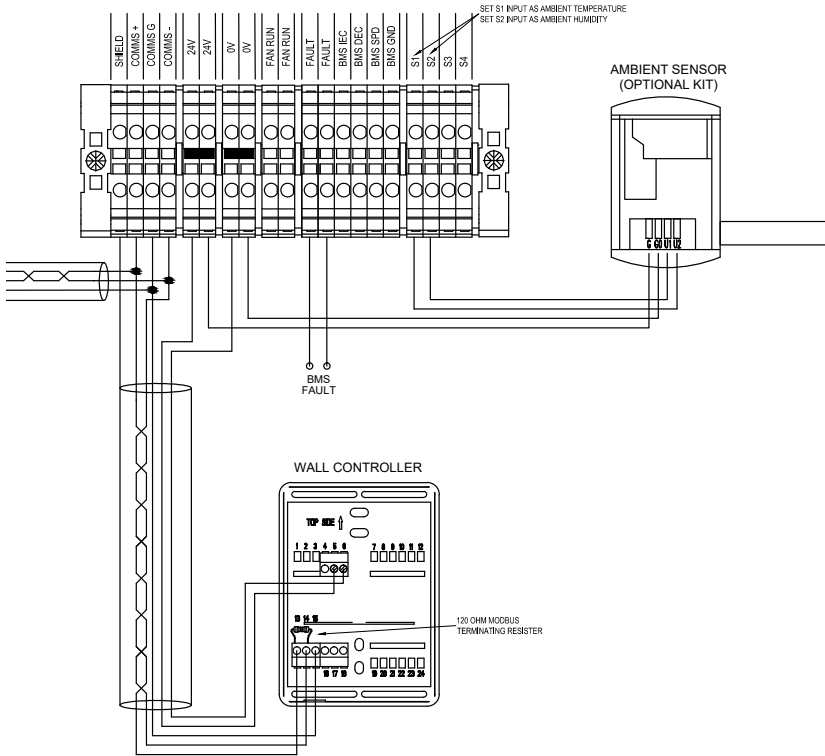 SET S1 INPUT AS AMBIENT TEMPERATURE
SET S2 INPUT AS AMBIENT HUMIDITY
SHIELD
COMMS +
COMMS G
COMMS -
24V
24V
0V
0V
FAN RUN
FAN RUN
FAULT
FAULT
BMS IEC
BMS DEC
BMS SPD
BMS GND
S1
S2
S3
S4
AMBIENT SENSOR
(OPTIONAL KIT)
G G0 U1 U2
BMS
FAULT
WALL CONTROLLER
TOP SIDE
1 2 3 4 5 6 7 8 9 10 11 12
13 14 15
120 OHM MODBUS
TERMINATING RESISTER
16 17 18 19 20 21 22 23 24